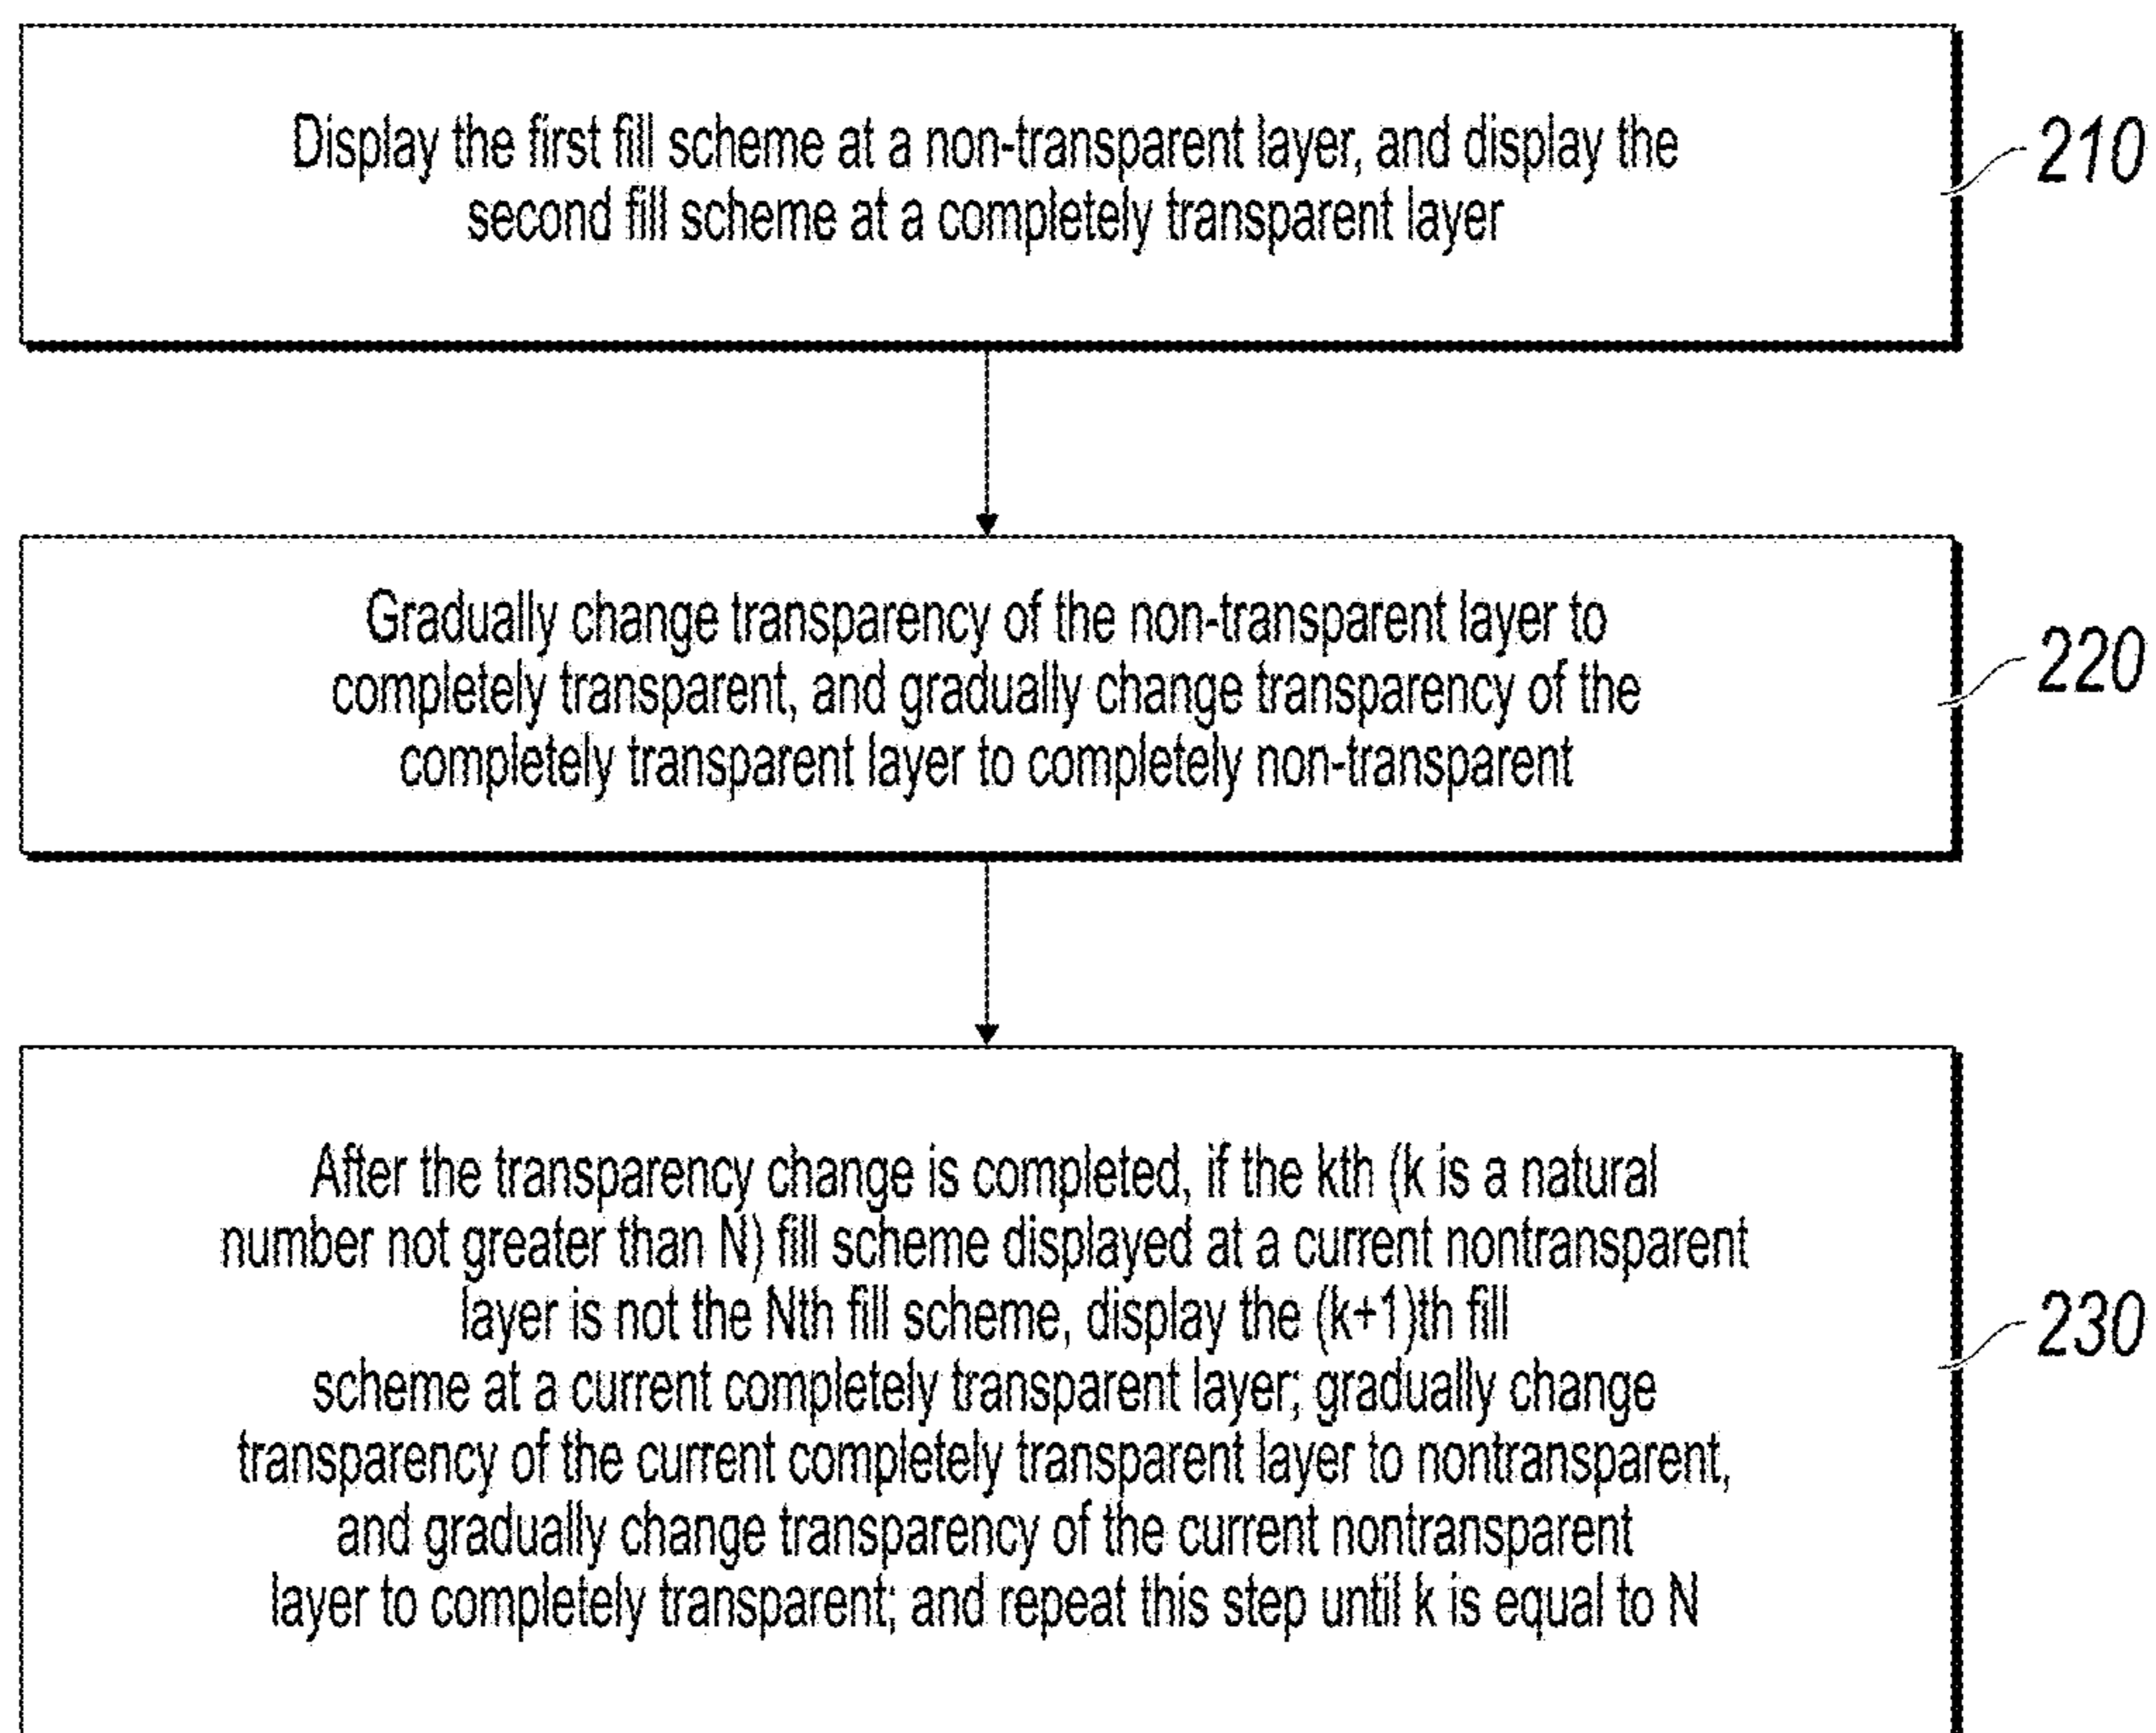 Display the first fill scheme at a non-transparent layer, and display the
second fill scheme at a completely transparent layer
210
Gradually change transparency of the non-transparent layer to
completely transparent, and gradually change transparency of the
completely transparent layer to completely non-transparent
220
After the transparency change is completed, if the kth (k is a natural
number not greater than N) fill scheme displayed at a current nontransparent
layer is not the Nth fill scheme, display the (k+1)th fill
scheme at a current completely transparent layer; gradually change
transparency of the current completely transparent layer to nontransparent,
and gradually change transparency of the current nontransparent
layer to completely transparent; and repeat this step until k is equal to N
230